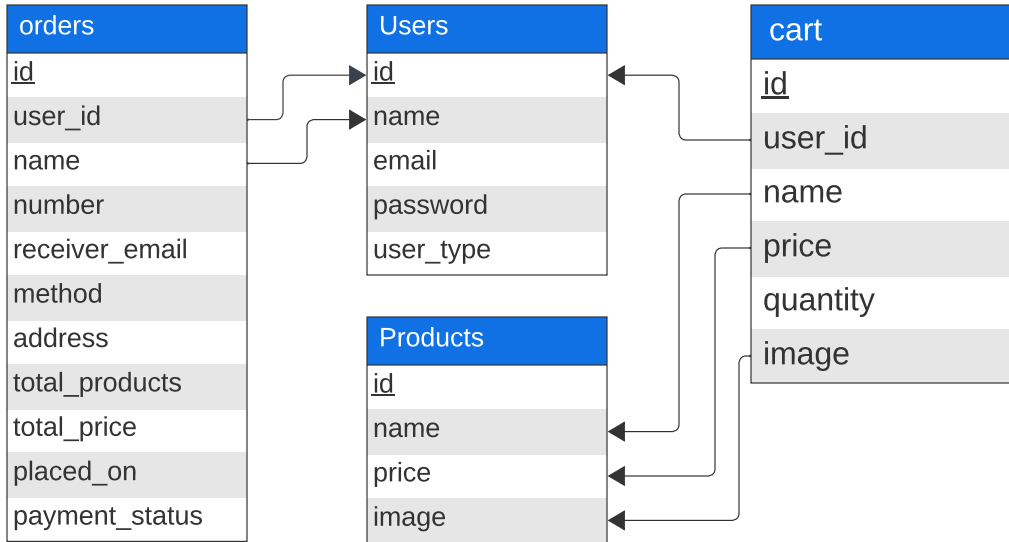 orders
id
user_id
name
number
receiver_email
method
address
total_products
total_price
placed_on
payment_status
Users
id
name
email
password
user_type
Products
id
name
price
image
cart
id
user_id
name
price
quantity
image